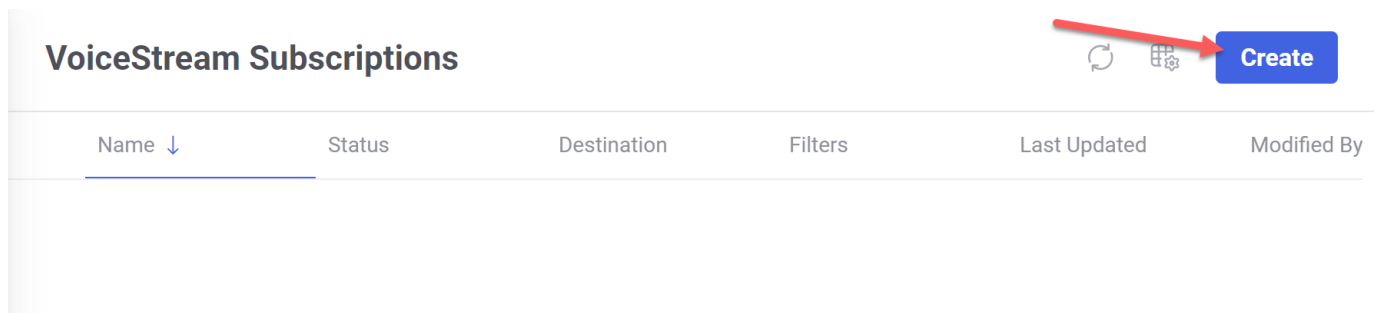 VoiceStream Subscriptions
Create
Name Status Destination Filters Last Updated Modified By